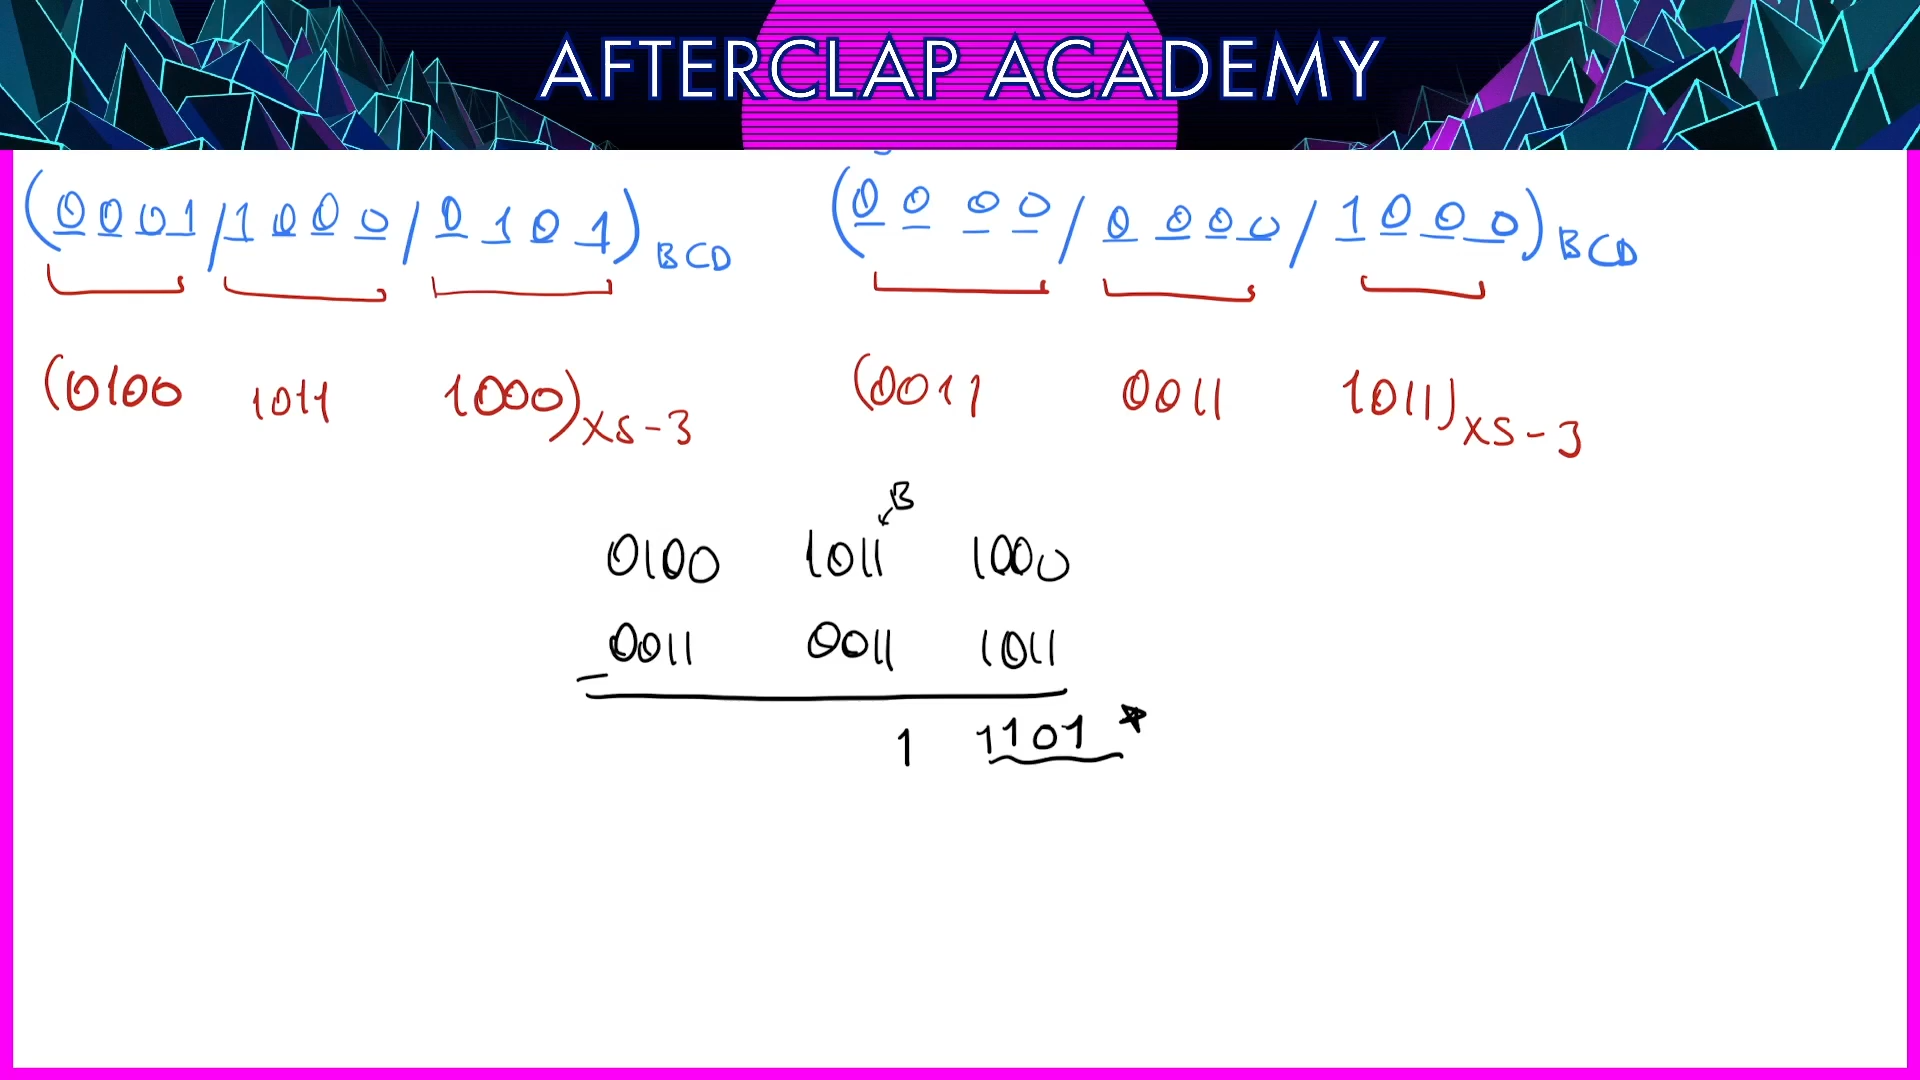 AFTERCLAP ACADEMY
(0001/1000/0101)BCD (0000/0000/1000)BCD
(0100 1011 1000)XS-3 (0011 0011 1011)XS-3
B
0100 1011 1000
- 0011 0011 1011
1 1101 *